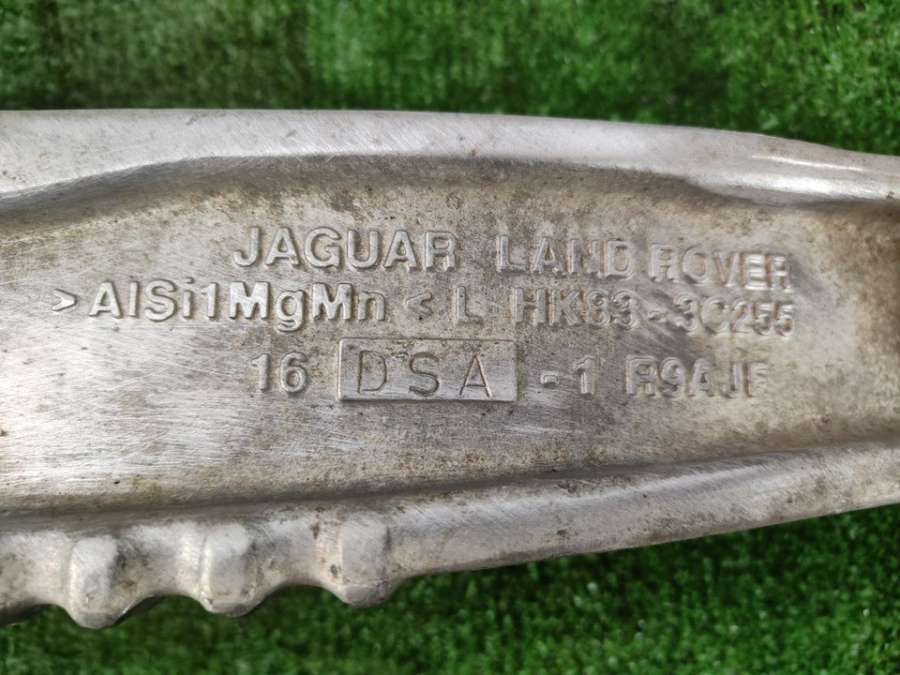 JAGUAR LAND ROVER
>AlSi1MgMn< L HK83-3C255
16 DSA -1 R9AJF